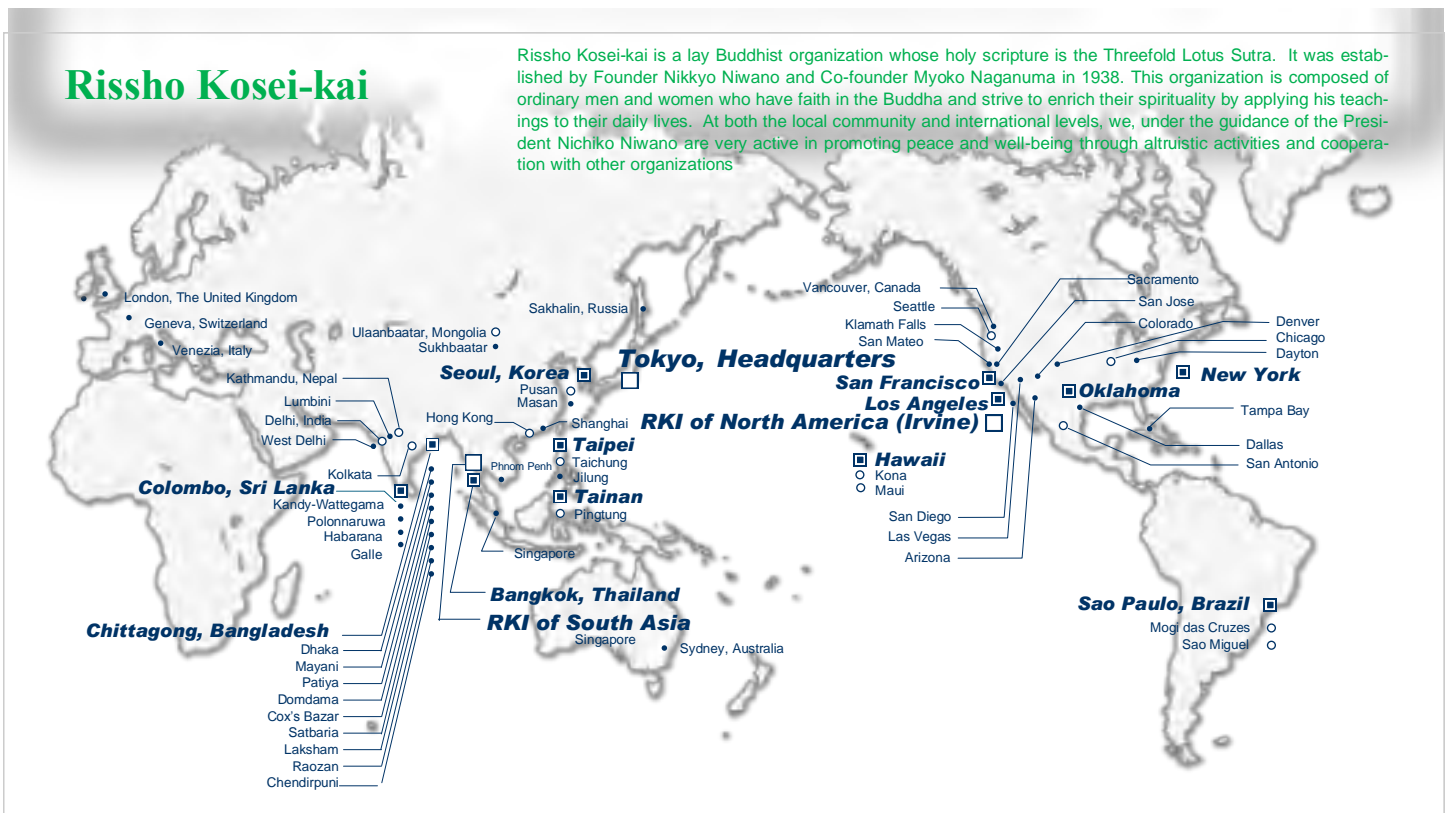 Rissho Kosei-kai
Rissho Kosei-kai is a lay Buddhist organization whose holy scripture is the Threefold Lotus Sutra. It was estab-
lished by Founder Nikkyo Niwano and Co-founder Myoko Naganuma in 1938. This organization is composed of
ordinary men and women who have faith in the Buddha and strive to enrich their spirituality by applying his teach-
ings to their daily lives. At both the local community and international levels, we, under the guidance of the Presi-
dent Nichiko Niwano are very active in promoting peace and well-being through altruistic activities and coopera-
tion with other organizations
London, The United Kingdom
Geneva, Switzerland
Venezia, Italy
Sakhalin, Russia
Ulaanbaatar, Mongolia
Sukhbaatar
Tokyo, Headquarters
Seoul, Korea
Pusan
Masan
Kathmandu, Nepal
Lumbini
Delhi, India
West Delhi
Kolkata
Hong Kong
Shanghai
Taipei
Taichung
Jilung
Tainan
Pingtung
Phnom Penh
Colombo, Sri Lanka
Kandy-Wattegama
Polonnaruwa
Habarana
Galle
Singapore
Bangkok, Thailand
RKI of South Asia
Singapore
Sydney, Australia
Chittagong, Bangladesh
Dhaka
Mayani
Patiya
Domdama
Cox's Bazar
Satbaria
Laksham
Raozan
Chendirpuni
Vancouver, Canada
Seattle
Klamath Falls
San Mateo
San Francisco
Los Angeles
RKI of North America (Irvine)
Hawaii
Kona
Maui
San Diego
Las Vegas
Arizona
Sacramento
San Jose
Colorado
Denver
Chicago
Dayton
New York
Oklahoma
Tampa Bay
Dallas
San Antonio
Sao Paulo, Brazil
Mogi das Cruzes
Sao Miguel